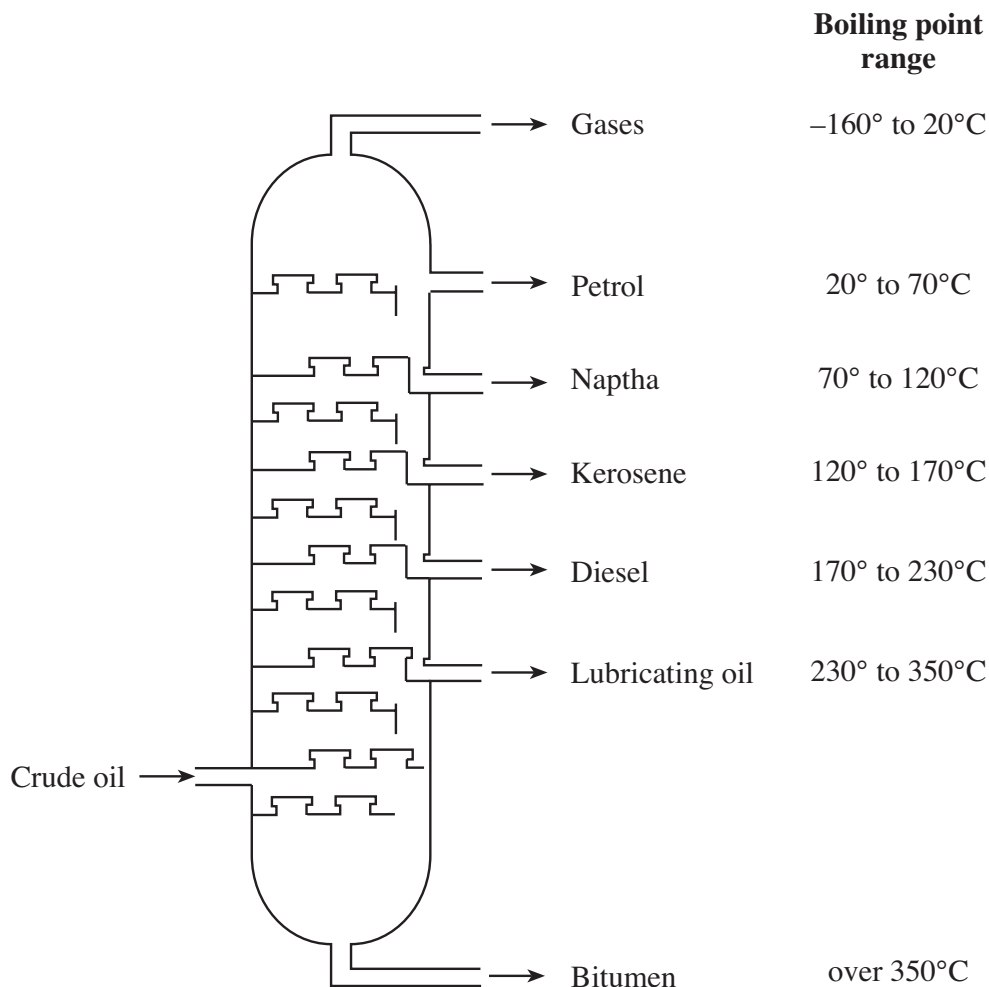 Boiling point
range
Gases –160° to 20°C
Petrol 20° to 70°C
Naptha 70° to 120°C
Kerosene 120° to 170°C
Diesel 170° to 230°C
Lubricating oil 230° to 350°C
Crude oil
Bitumen over 350°C